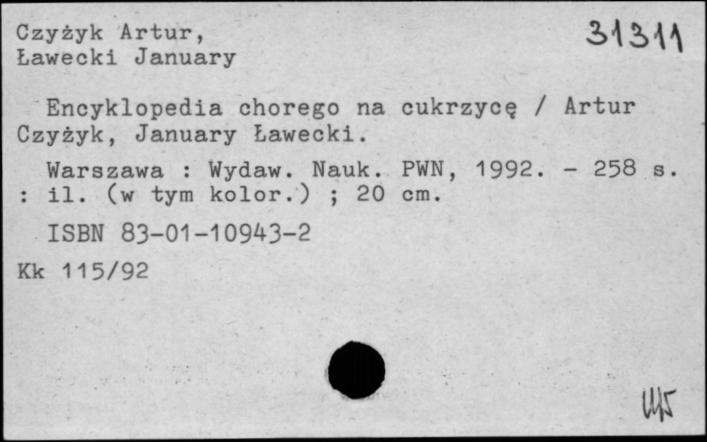 Czyżyk Artur,
31311
Ławecki January
Encyklopedia chorego na cukrzycę / Artur
Czyżyk, January Ławecki.
Warszawa : Wydaw. Nauk. PWN, 1992. - 258 s.
: il. (w tym kolor.) ; 20 cm.
ISBN 83-01-10943-2
Kk 115/92